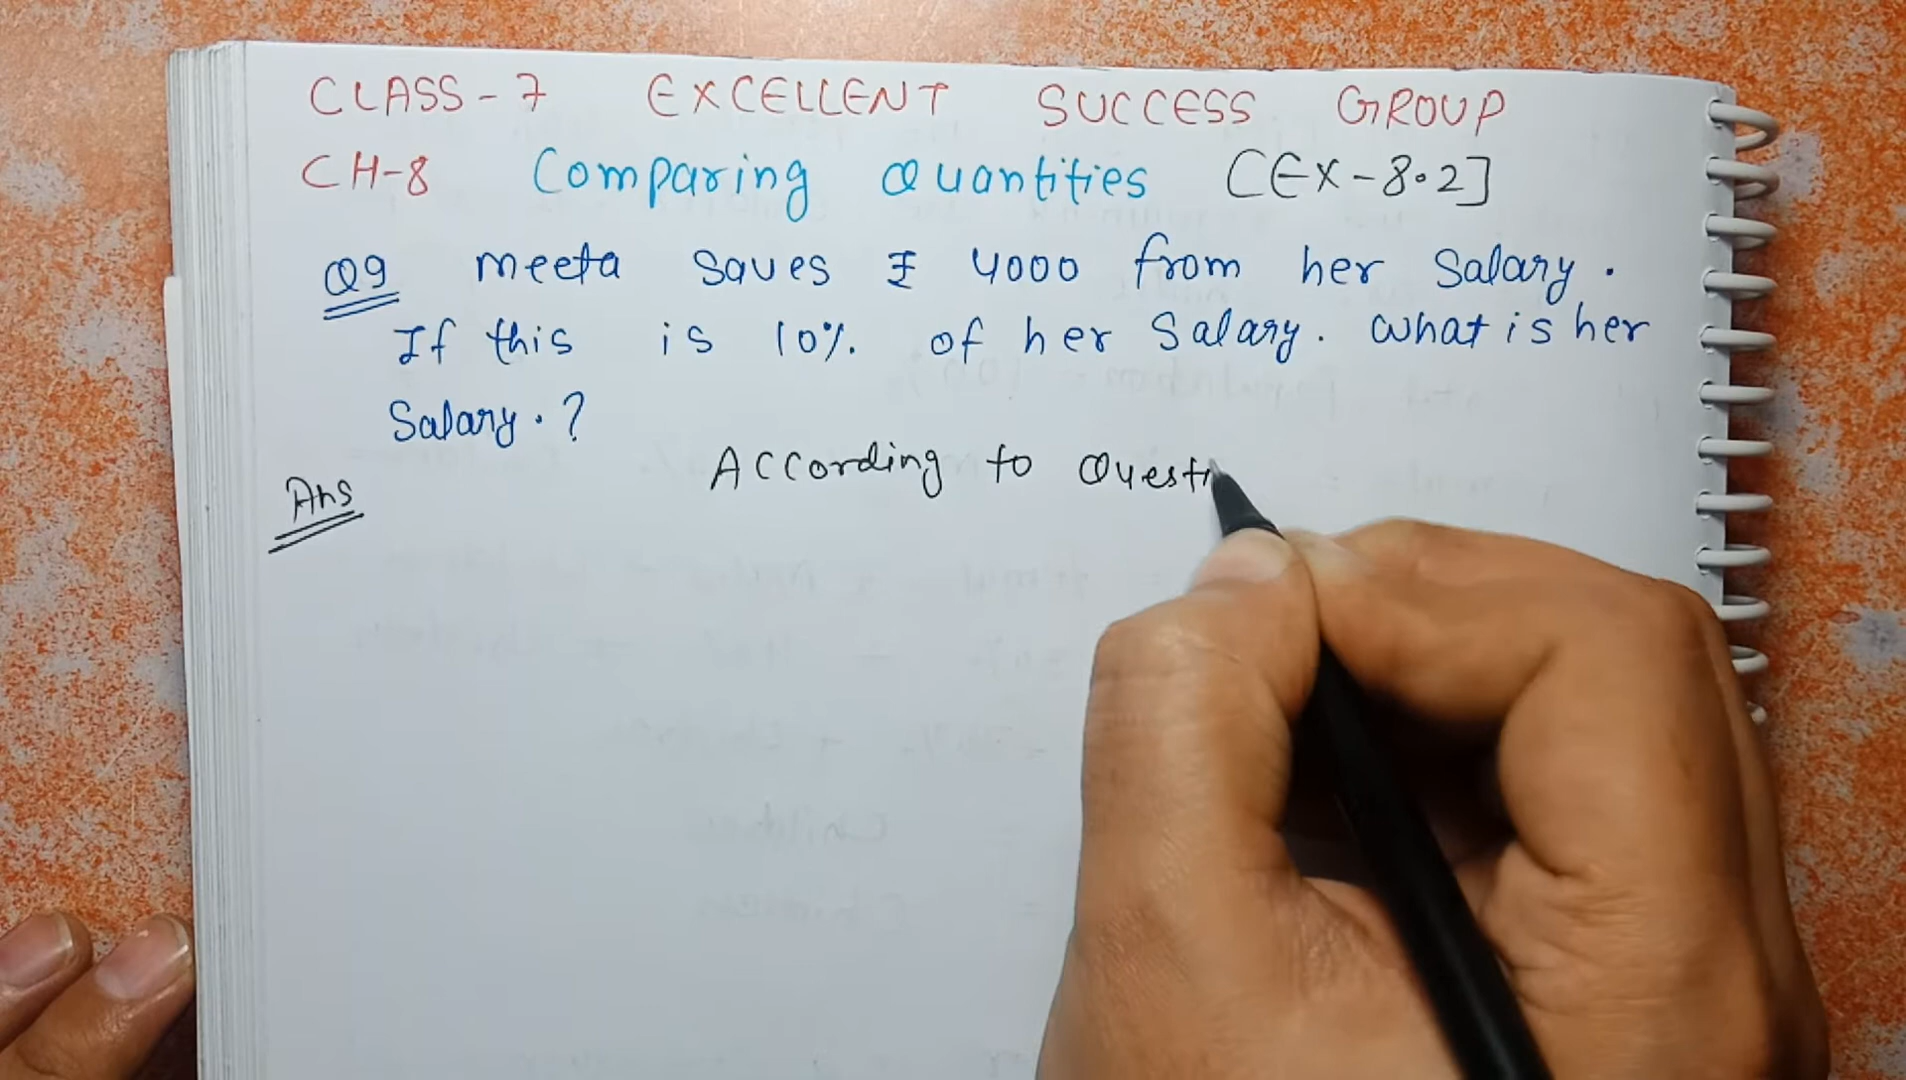 CLASS-7 EXCELLENT SUCCESS GROUP
CH-8 Comparing Quantities [EX-8.2]
Q9 meeta saves ₹ 4000 from her Salary.
If this is 10%. of her Salary. What is her
Salary.?
Ans According to Questi